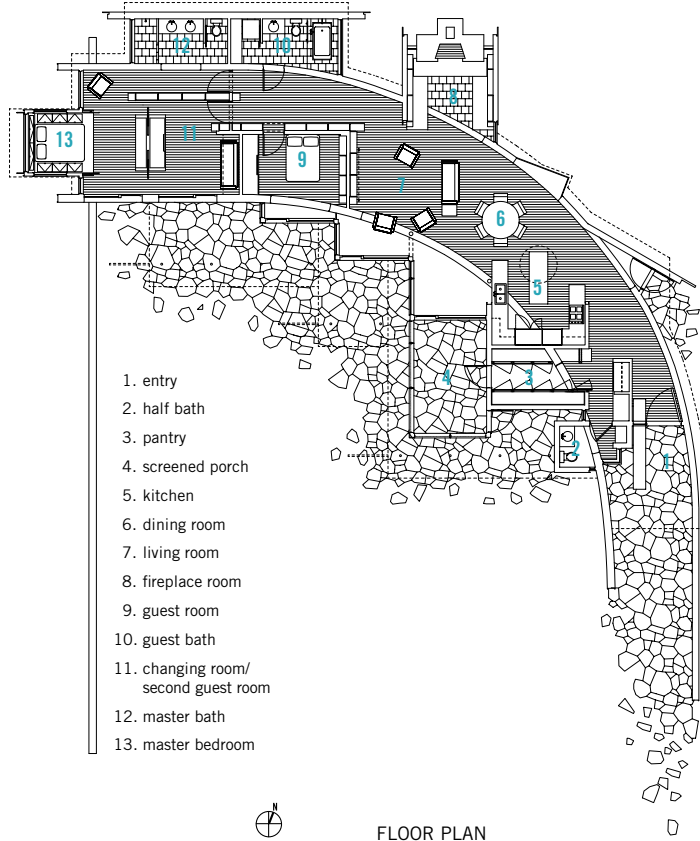 12
10
8
13
11
9
7
6
5
4
3
2
1
1. entry
2. half bath
3. pantry
4. screened porch
5. kitchen
6. dining room
7. living room
8. fireplace room
9. guest room
10. guest bath
11. changing room/
second guest room
12. master bath
13. master bedroom
N
FLOOR PLAN